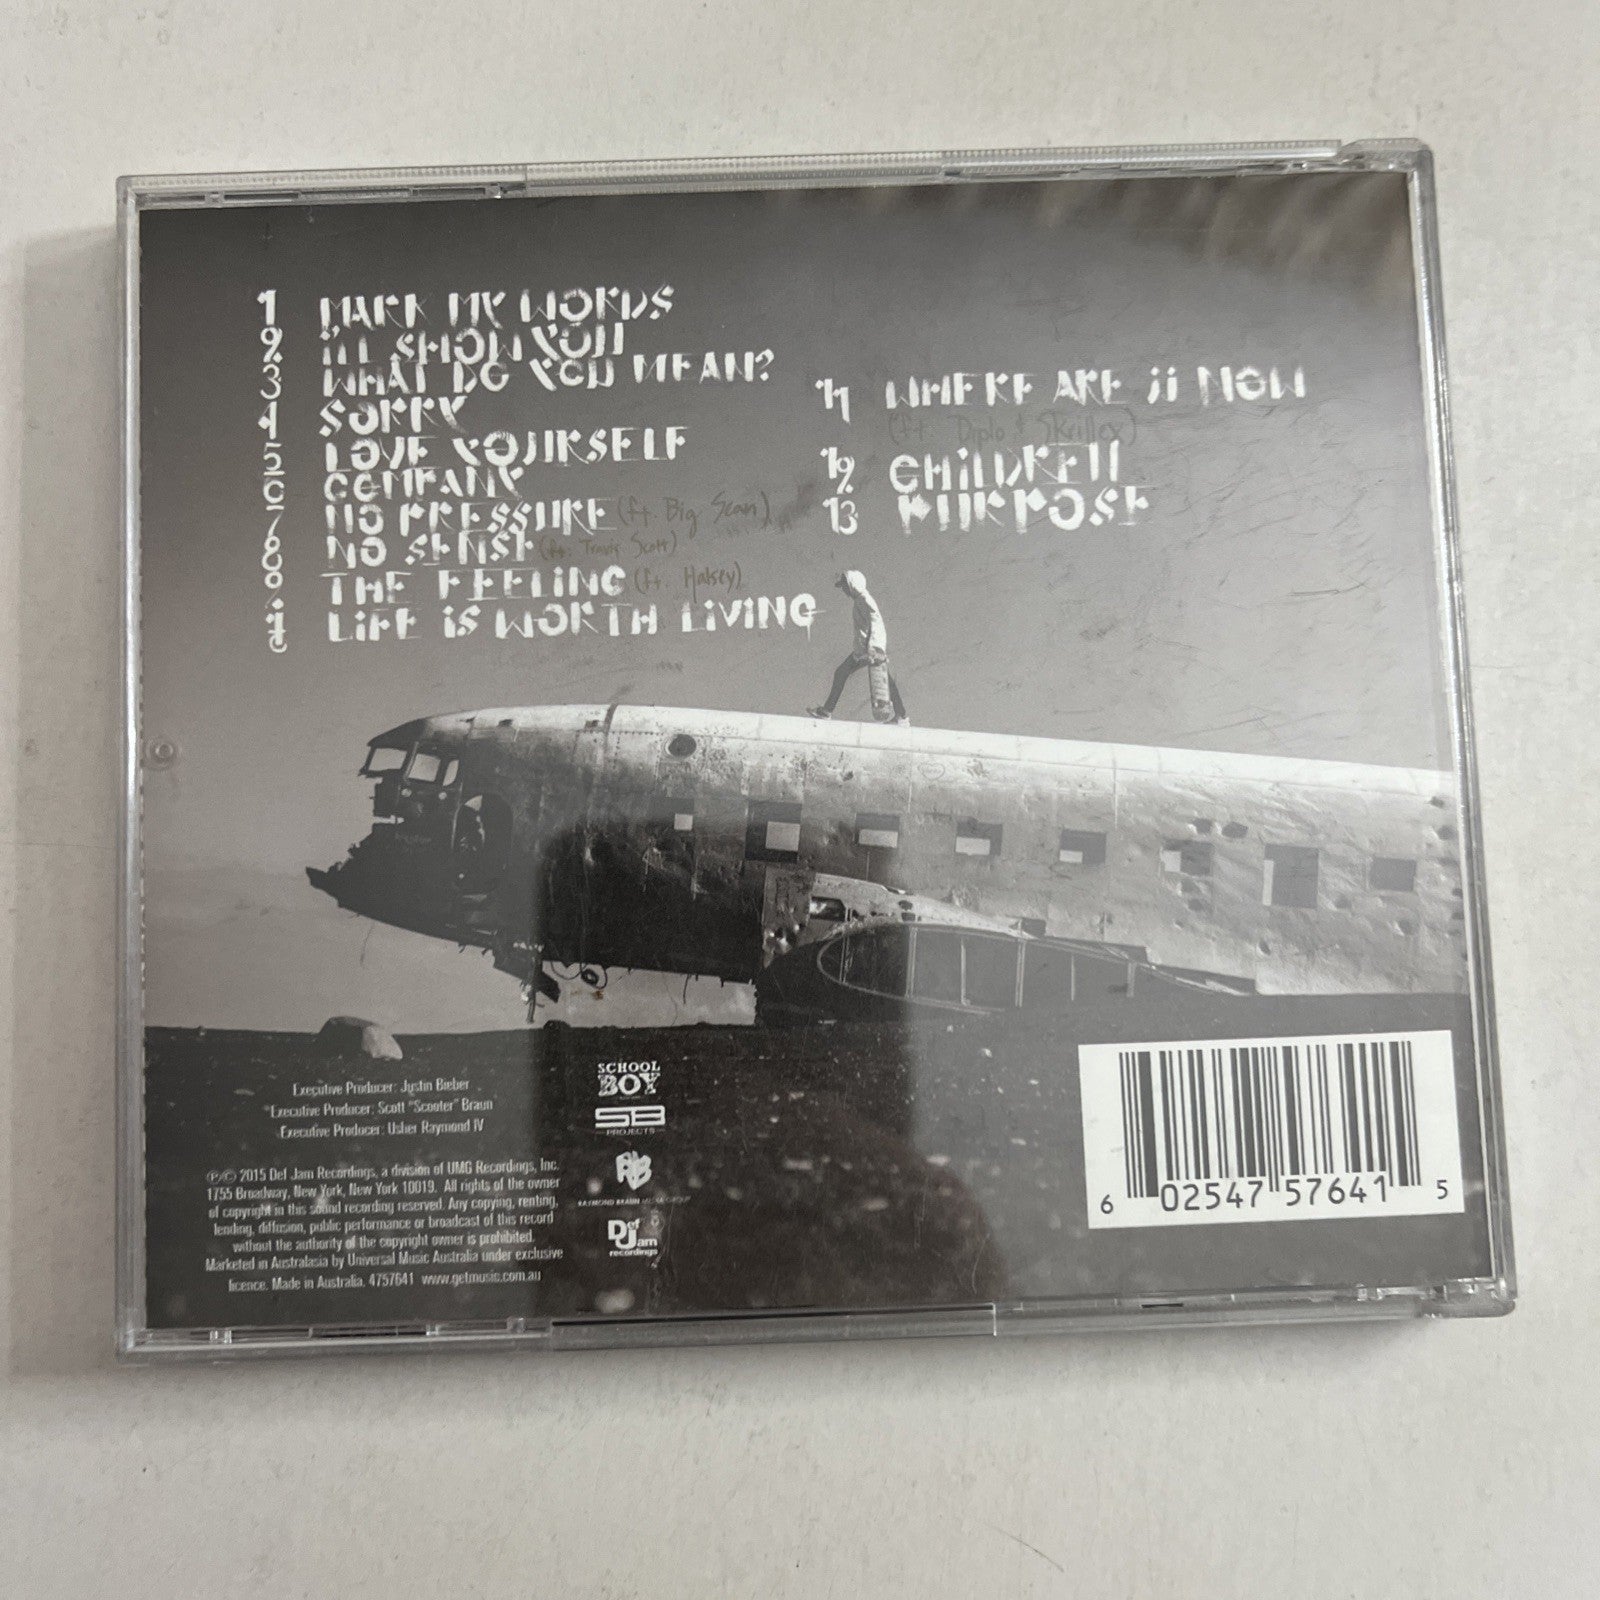 1 MARK MY WORDS
2 I'LL SHOW YOU
3 WHAT DO YOU MEAN?
4 SORRY
5 LOVE YOURSELF
6 COMPANY
7 NO PRESSURE (ft. Big Sean)
8 NO SENSE (ft. Travis Scott)
9 THE FEELING (ft. Halsey)
10 LIFE IS WORTH LIVING
11 WHERE ARE Ü NOW
(ft. Diplo & Skrillex)
12 CHILDREN
13 PURPOSE
Executive Producer: Justin Bieber
Executive Producer: Scott "Scooter" Braun
Executive Producer: Usher Raymond IV
℗© 2015 Def Jam Recordings, a division of UMG Recordings, Inc.
1755 Broadway, New York, New York 10019. All rights of the owner
of copyright in this sound recording reserved. Any copying, renting,
lending, diffusion, public performance or broadcast of this record
without the authority of the copyright owner is prohibited.
Marketed in Australasia by Universal Music Australia under exclusive
licence. Made in Australia. 4757641 www.getmusic.com.au
SCHOOL
BOY
SB
PROJECTS
RB
RAYMOND BRAUN MEDIA GROUP
Def
Jam
recordings
6 02547 57641 5